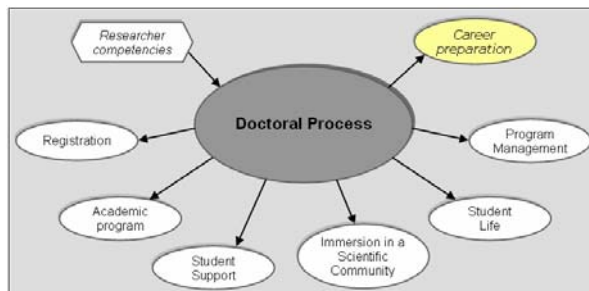 Researcher
competencies
Career
preparation
Doctoral Process
Registration
Program
Management
Academic
program
Student
Life
Student
Support
Immersion in a
Scientific
Community